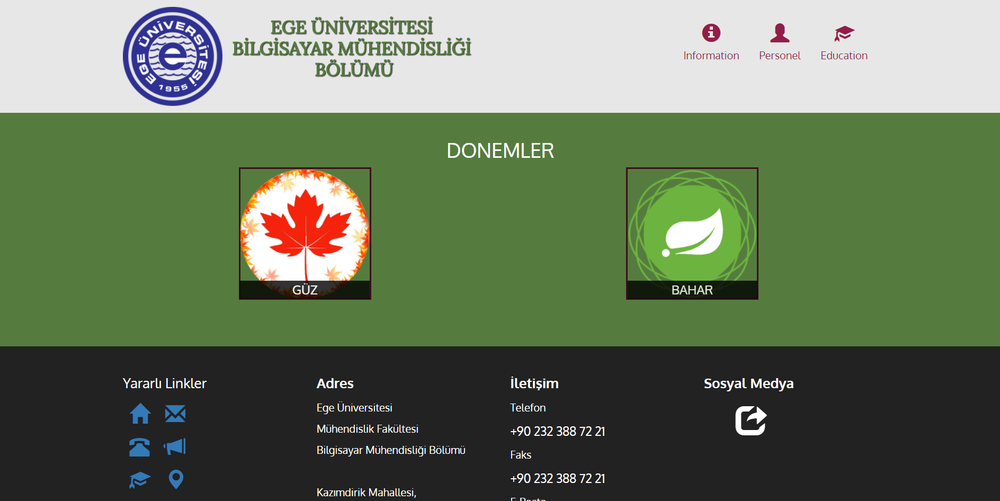 EGE ÜNİVERSİTESİ
1955
EGE ÜNİVERSİTESİ
BİLGİSAYAR MÜHENDİSLİĞİ
BÖLÜMÜ
Information
Personel
Education
DONEMLER
GÜZ
BAHAR
Yararlı Linkler
Adres
Ege Üniversitesi
Mühendislik Fakültesi
Bilgisayar Mühendisliği Bölümü
Kazımdirik Mahallesi,
İletişim
Telefon
+90 232 388 72 21
Faks
+90 232 388 72 21
Sosyal Medya